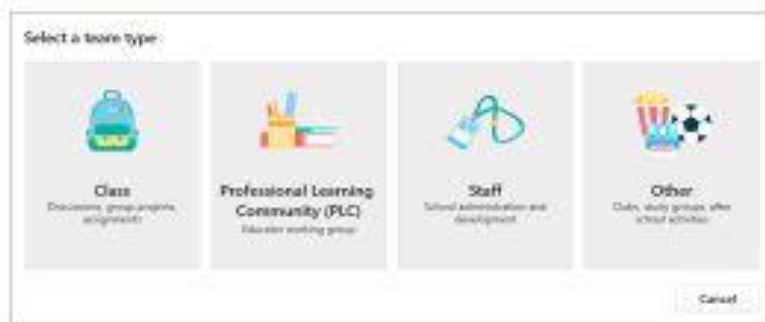 Select a team type
Class
Discussions, group projects,
assignments
Professional Learning
Community (PLC)
Educator working group
Staff
School administration and
development
Other
Clubs, study groups, after
school activities
Cancel